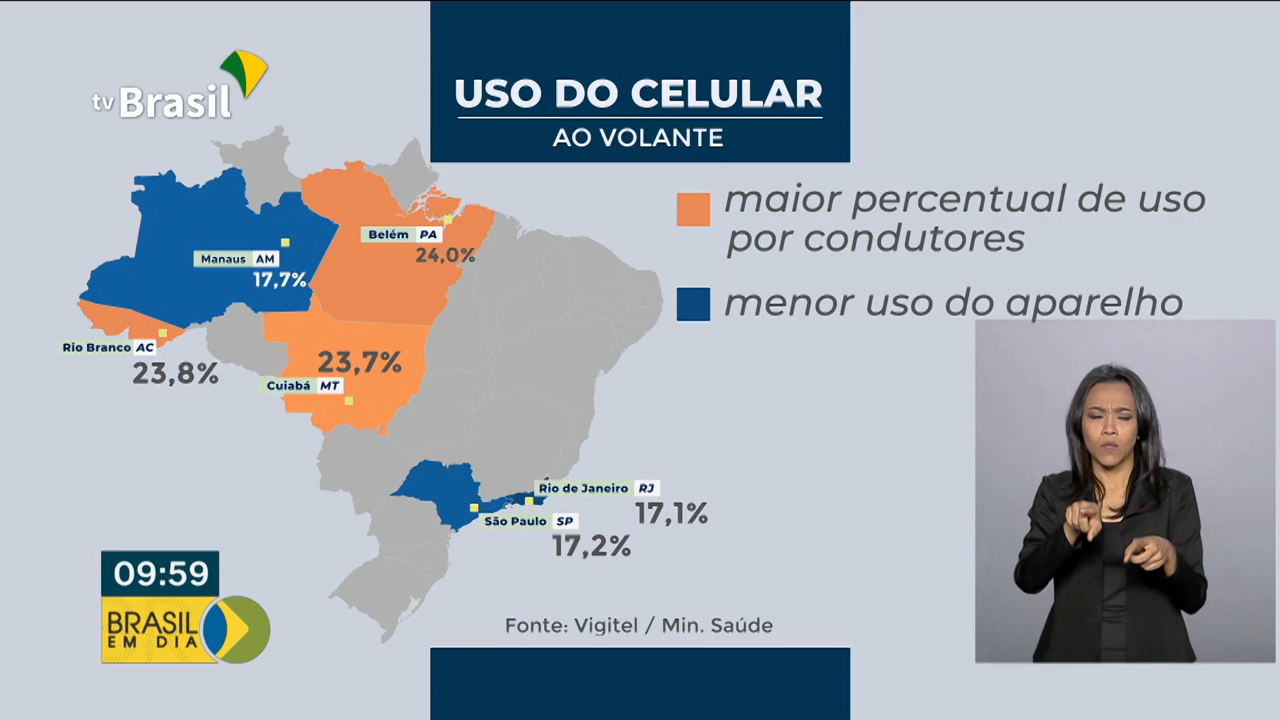 tv Brasil
USO DO CELULAR
AO VOLANTE
maior percentual de uso
por condutores
menor uso do aparelho
Belém PA
24,0%
Manaus AM
17,7%
Rio Branco AC
23,8%
23,7%
Cuiabá MT
Rio de Janeiro RJ
17,1%
São Paulo SP
17,2%
09:59
BRASIL
EM DIA
Fonte: Vigitel / Min. Saúde